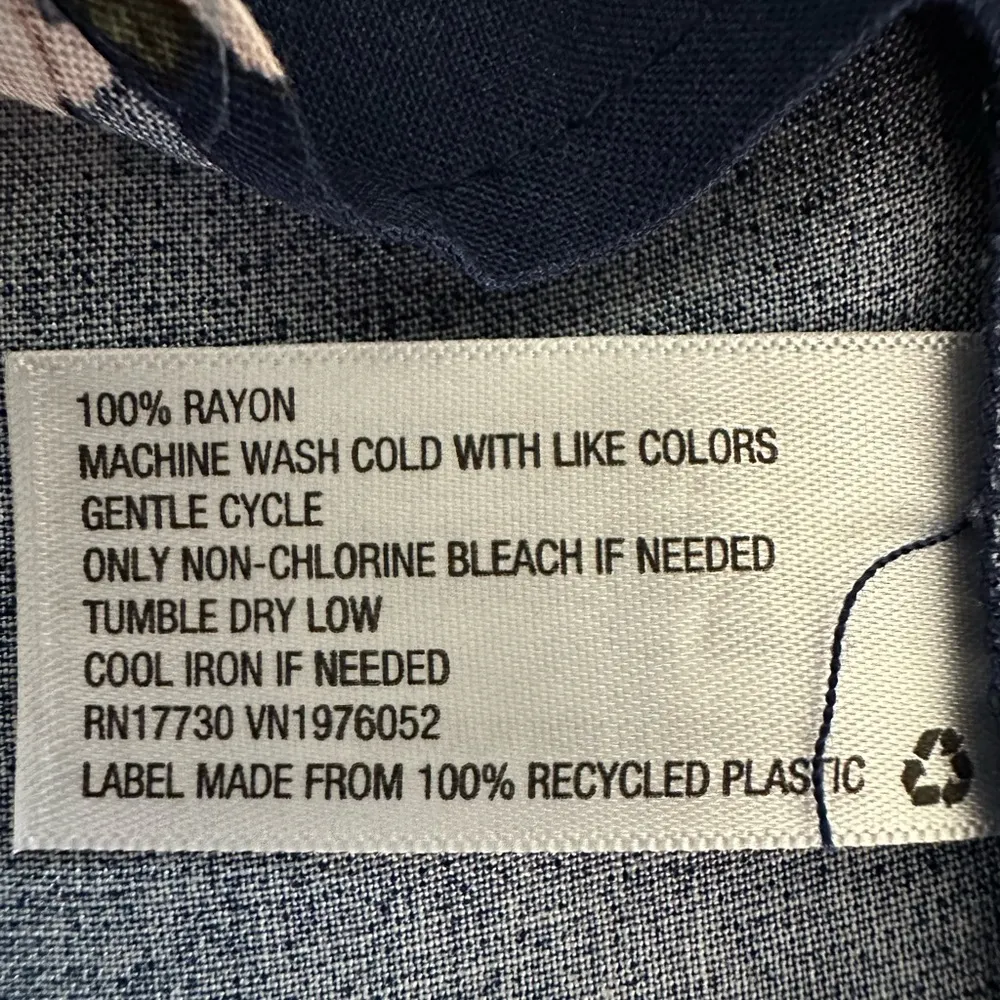 100% RAYON
MACHINE WASH COLD WITH LIKE COLORS
GENTLE CYCLE
ONLY NON-CHLORINE BLEACH IF NEEDED
TUMBLE DRY LOW
COOL IRON IF NEEDED
RN17730 VN1976052
LABEL MADE FROM 100% RECYCLED PLASTIC